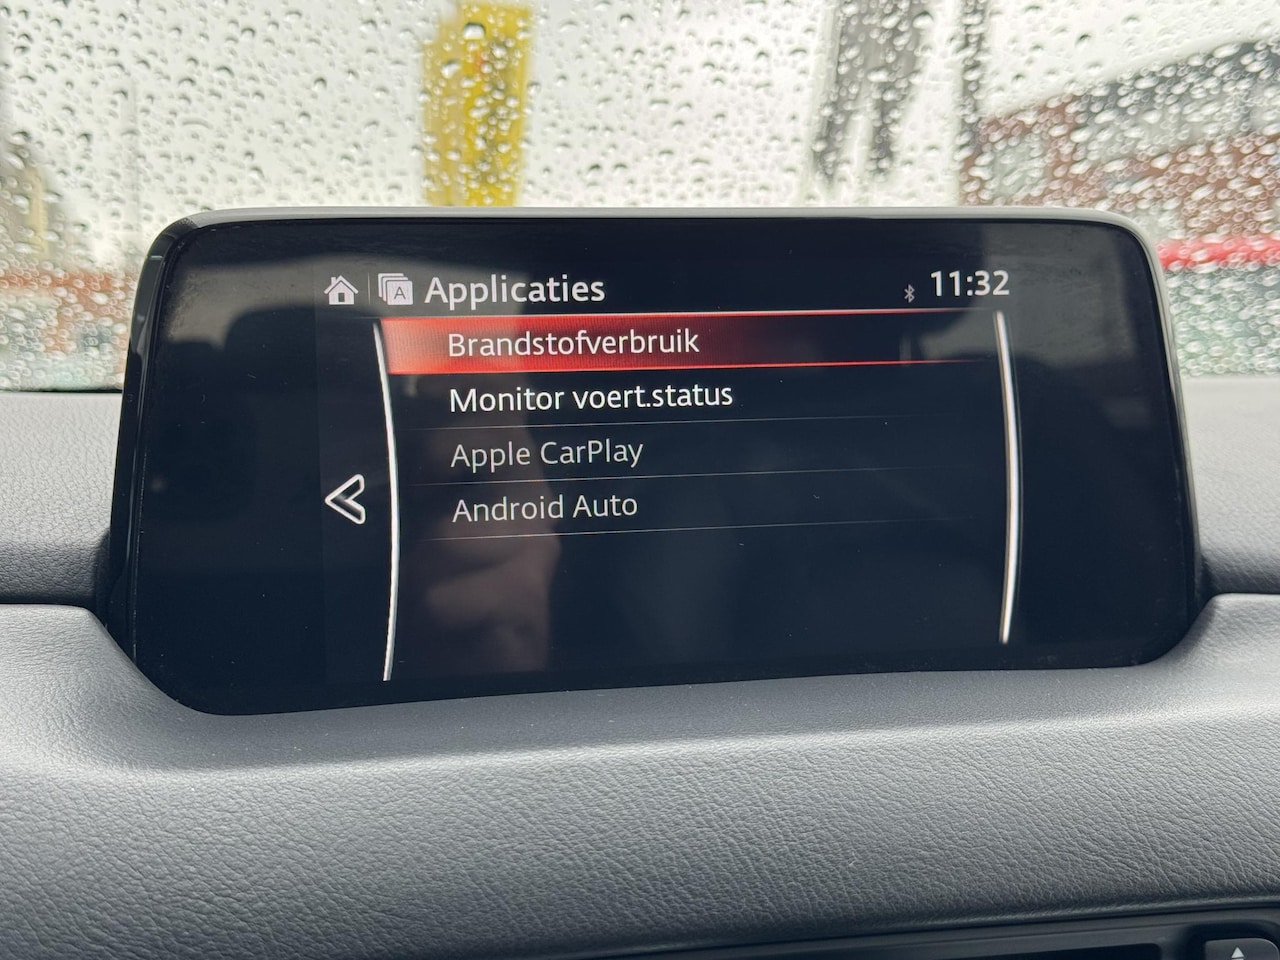 Applicaties
11:32
Brandstofverbruik
Monitor voert.status
Apple CarPlay
Android Auto